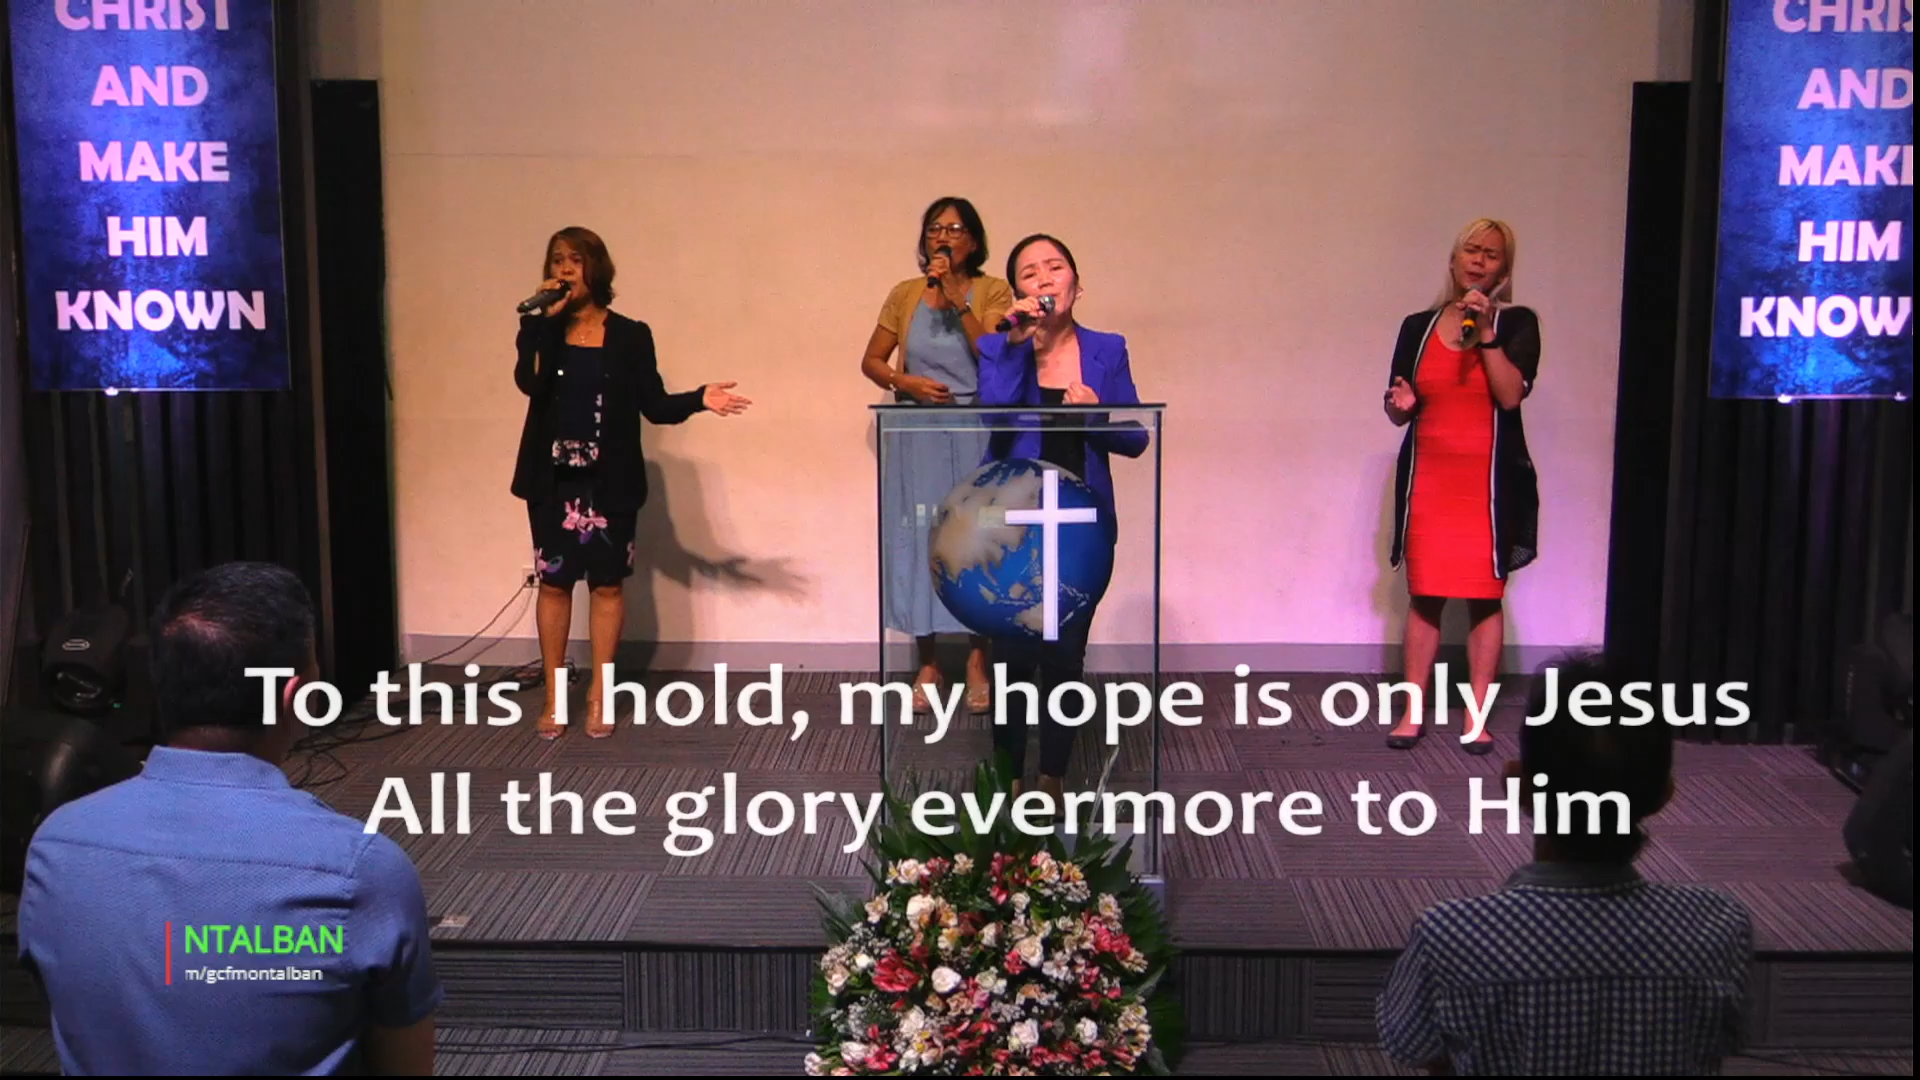 CHRIST
AND
MAKE
HIM
KNOWN
CHRIS
AND
MAKE
HIM
KNOW
To this I hold, my hope is only Jesus
All the glory evermore to Him
NTALBAN
m/gcfmontalban